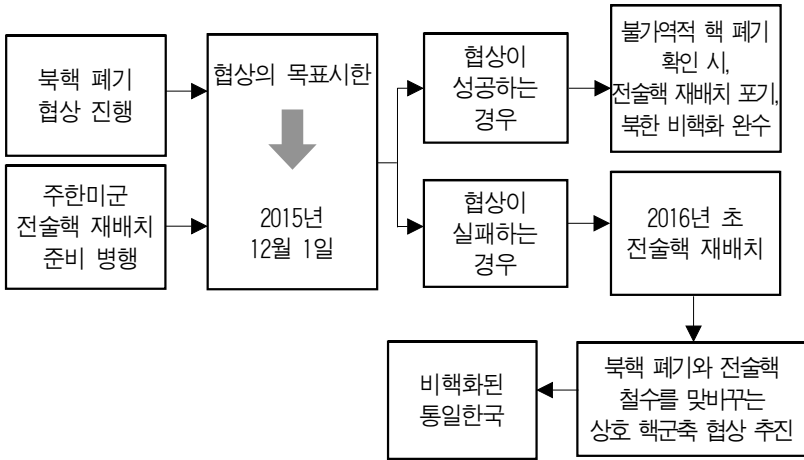 북핵 폐기
협상 진행
주한미군
전술핵 재배치
준비 병행
협상의 목표시한
2015년
12월 1일
협상이
성공하는
경우
불가역적 핵 폐기
확인 시,
전술핵 재배치 포기,
북한 비핵화 완수
협상이
실패하는
경우
2016년 초
전술핵 재배치
북핵 폐기와 전술핵
철수를 맞바꾸는
상호 핵군축 협상 추진
비핵화된
통일한국